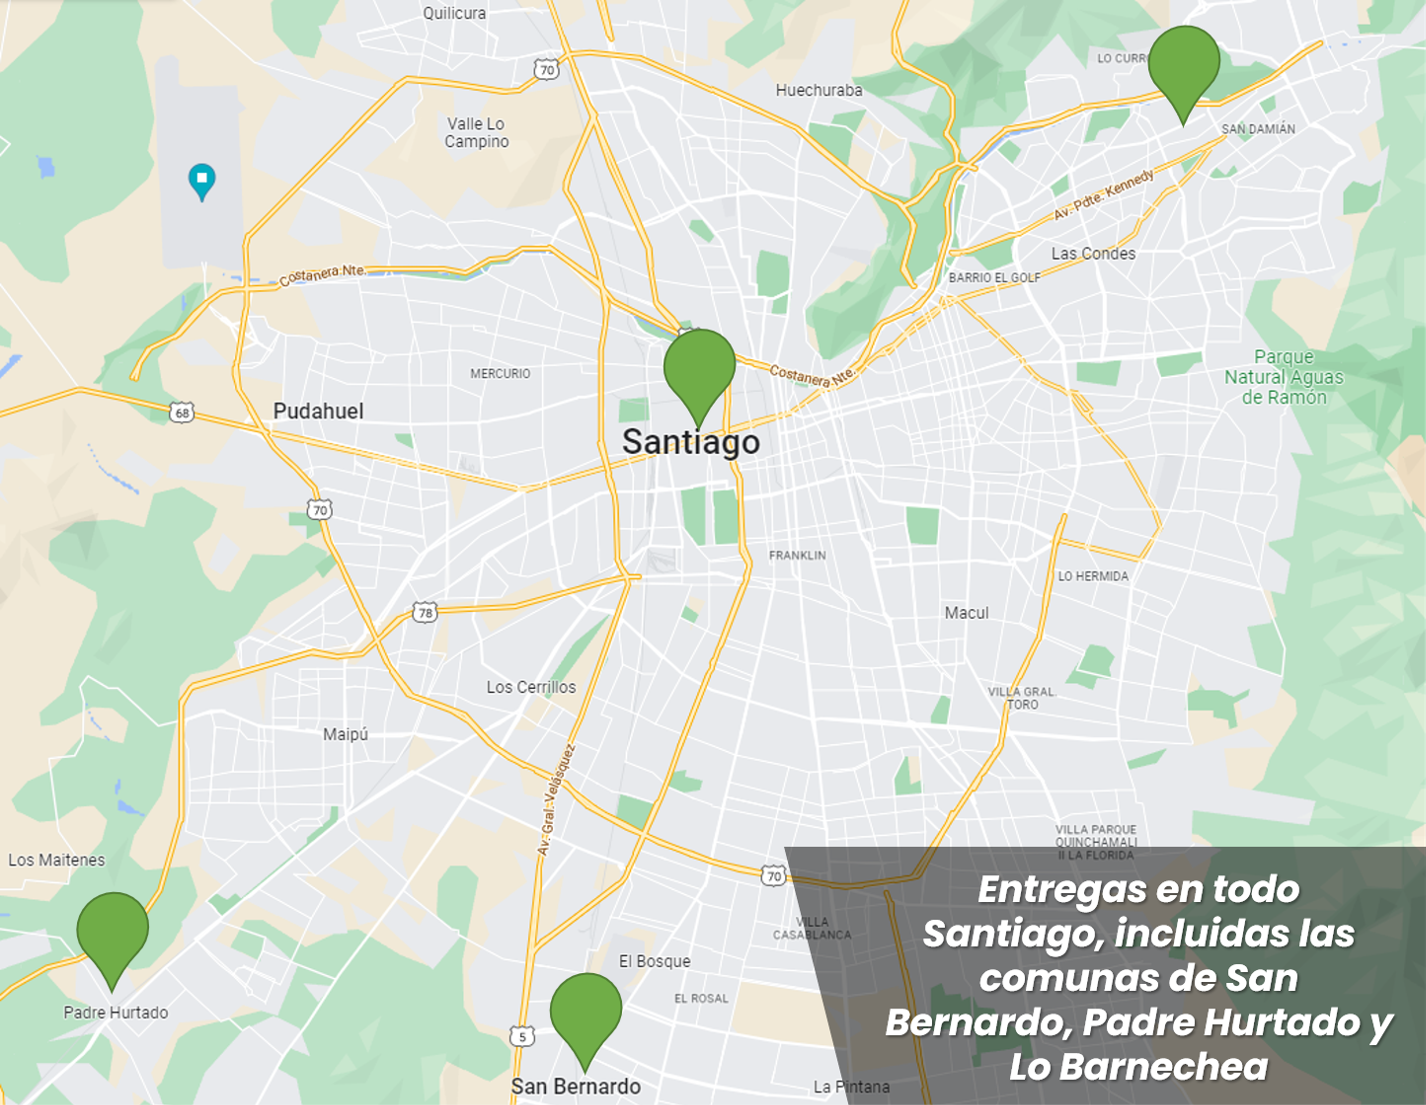 Quilicura
70
LO CURR
Huechuraba
Valle Lo
Campino
SAN DAMIÁN
Av. Pdte. Kennedy
Las Condes
Costanera Nte.
BARRIO EL GOLF
Parque
Natural Aguas
de Ramón
MERCURIO
Costanera Nte.
Pudahuel
68
Santiago
70
FRANKLIN
LO HERMIDA
78
Macul
Los Cerrillos
VILLA GRAL.
TORO
Maipú
Av. Gral. Velásquez
VILLA PARQUE
QUINCHAMALI
II LA FLORIDA
Los Maitenes
70
Entregas en todo
Santiago, incluidas las
comunas de San
Bernardo, Padre Hurtado y
Lo Barnechea
VILLA
CASABLANCA
El Bosque
EL ROSAL
Padre Hurtado
5
San Bernardo
La Pintana